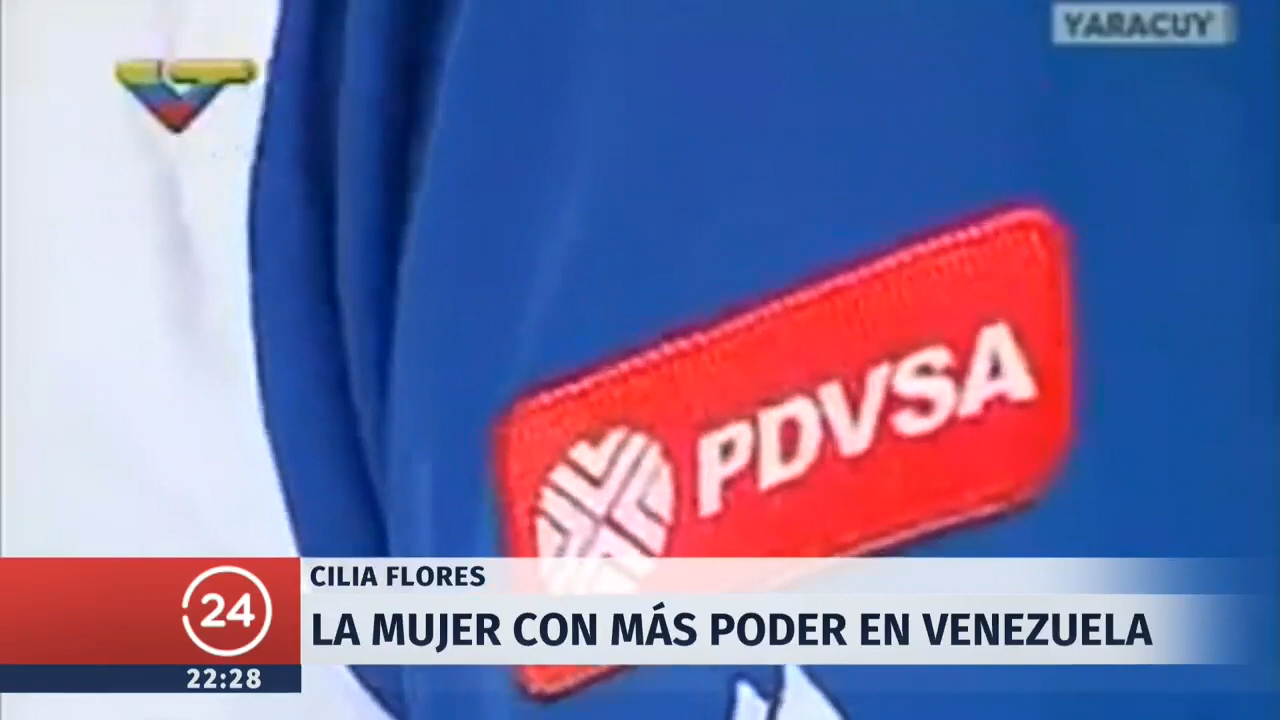 YARACUY
PDVSA
CILIA FLORES
24
LA MUJER CON MÁS PODER EN VENEZUELA
22:28